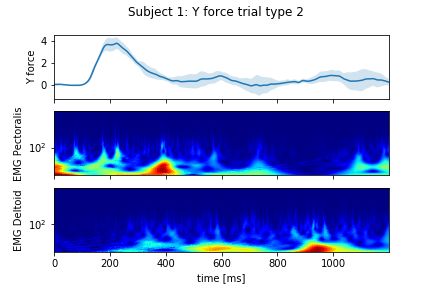 Subject 1: Y force trial type 2
Y force
4
2
0
EMG Pectoralis
10²
EMG Deltoid
10²
0 200 400 600 800 1000
time [ms]